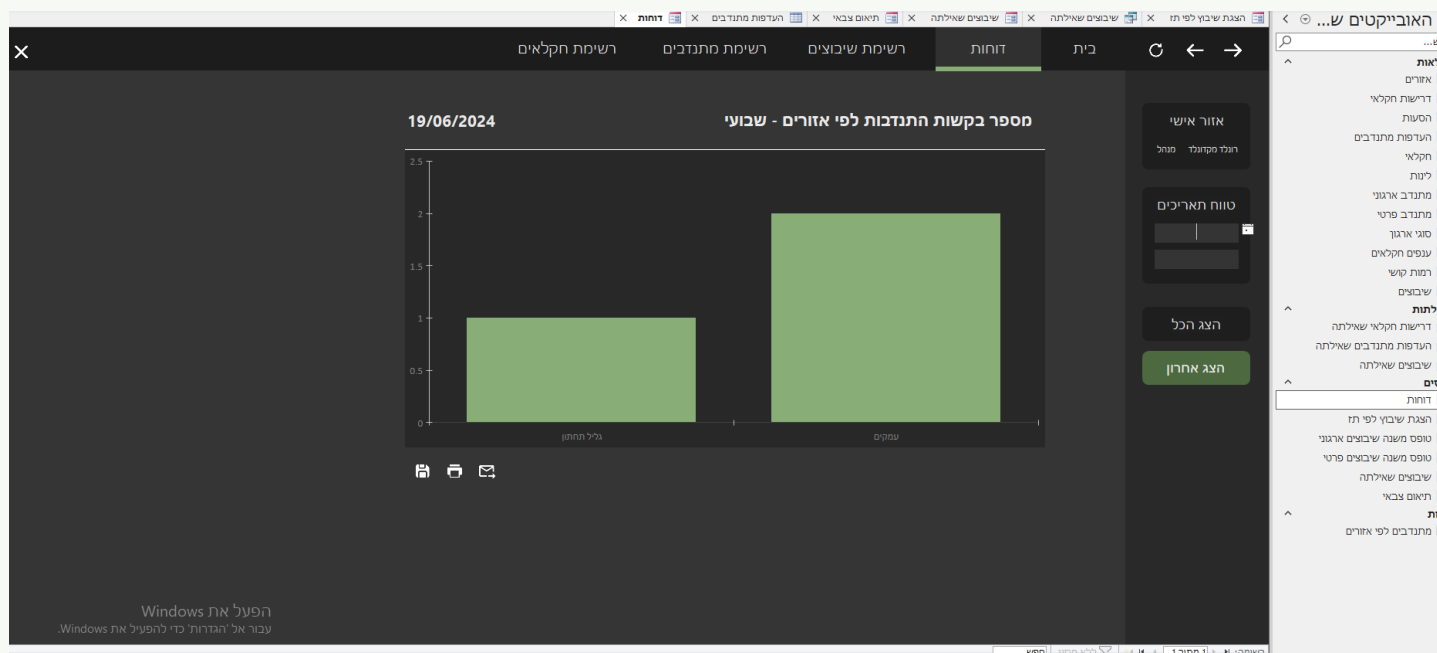 האובייקטים ש...
הצגת שיבוץ לפי תז
שיבוצים שאילתה
שיבוצים שאילתה
תיאום צבאי
העדפות מתנדבים
דוחות
בית
דוחות
רשימת שיבוצים
רשימת מתנדבים
רשימת חקלאים
אזור אישי
רונלד מקדונלד מנהל
טווח תאריכים
הצג הכל
הצג אחרון
מספר בקשות התנדבות לפי אזורים - שבועי
19/06/2024
2.5
2
1.5
1
0.5
0
גליל תחתון
עמקים
אזורים
דרישות חקלאי
הסעות
העדפות מתנדבים
חקלאי
לינות
מתנדב ארגוני
מתנדב פרטי
סוגי ארגון
ענפים חקלאים
רמות קושי
שיבוצים
דרישות חקלאי שאילתה
העדפות מתנדבים שאילתה
שיבוצים שאילתה
דוחות
הצגת שיבוץ לפי תז
טופס משנה שיבוצים ארגוני
טופס משנה שיבוצים פרטי
שיבוצים שאילתה
תיאום צבאי
מתנדבים לפי אזורים
הפעל את Windows
עבור אל 'הגדרות' כדי להפעיל את Windows.